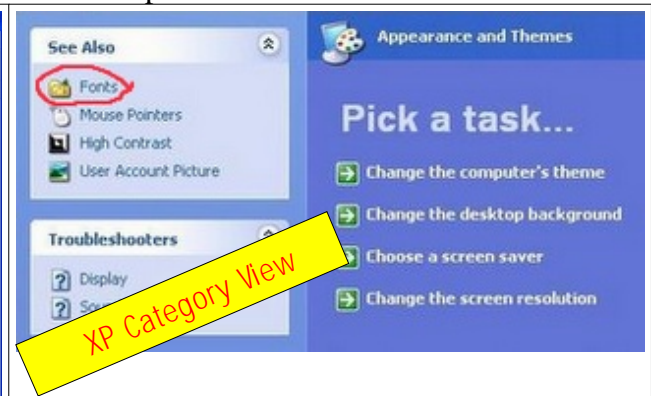 See Also
Fonts
Mouse Pointers
High Contrast
User Account Picture
Troubleshooters
Display
Appearance and Themes
Pick a task...
Change the computer's theme
Change the desktop background
Choose a screen saver
Change the screen resolution
XP Category View